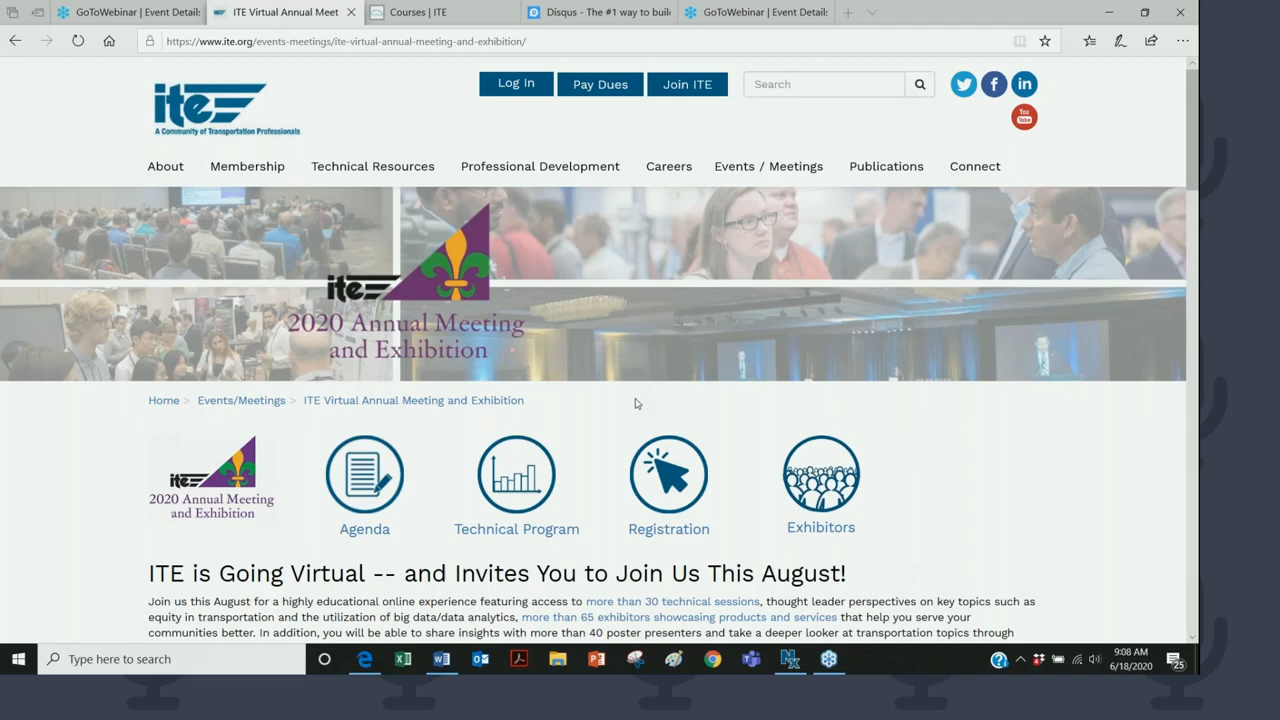 GoToWebinar | Event Details
ITE Virtual Annual Meet
Courses | ITE
Disqus - The #1 way to buil
GoToWebinar | Event Details
https://www.ite.org/events-meetings/ite-virtual-annual-meeting-and-exhibition/
ite
A Community of Transportation Professionals
Log In
Pay Dues
Join ITE
Search
You Tube
About
Membership
Technical Resources
Professional Development
Careers
Events / Meetings
Publications
Connect
ite
2020 Annual Meeting
and Exhibition
Home > Events/Meetings > ITE Virtual Annual Meeting and Exhibition
ite
2020 Annual Meeting
and Exhibition
Agenda
Technical Program
Registration
Exhibitors
ITE is Going Virtual -- and Invites You to Join Us This August!
Join us this August for a highly educational online experience featuring access to more than 30 technical sessions, thought leader perspectives on key topics such as
equity in transportation and the utilization of big data/data analytics, more than 65 exhibitors showcasing products and services that help you serve your
communities better. In addition, you will be able to share insights with more than 40 poster presenters and take a deeper looker at transportation topics through
Type here to search
9:08 AM
6/18/2020
25